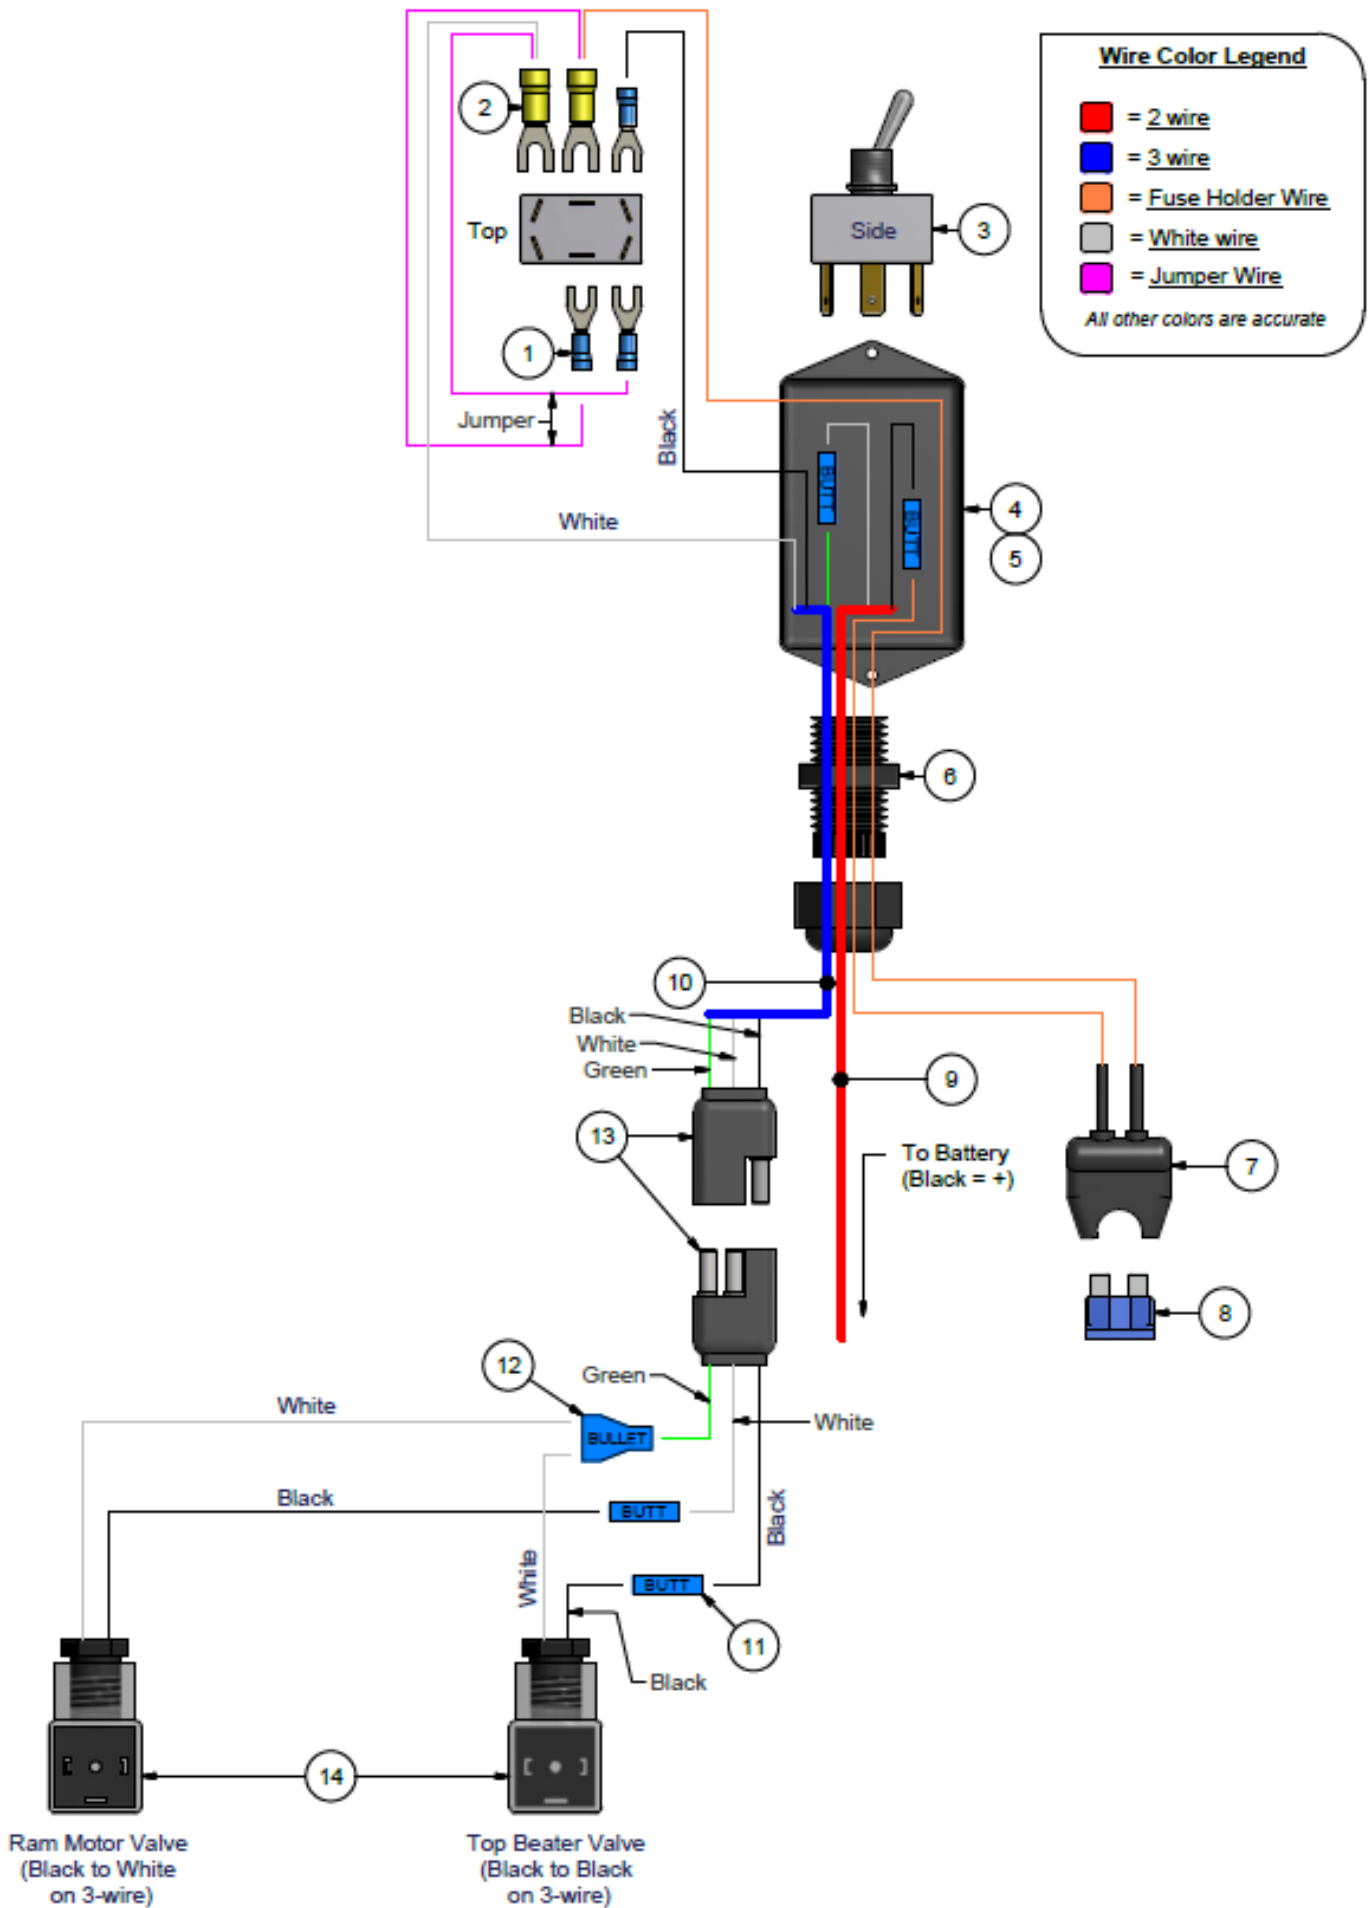 Wire Color Legend
= 2 wire
= 3 wire
= Fuse Holder Wire
= White wire
= Jumper Wire
All other colors are accurate
2
Top
Side
3
1
Jumper
Black
White
BUTT
BUTT
4
5
6
10
Black
White
Green
9
13
To Battery
(Black = +)
7
8
12
Green
White
White
BULLET
Black
BUTT
Black
White
BUTT
11
Black
14
Ram Motor Valve
(Black to White
on 3-wire)
Top Beater Valve
(Black to Black
on 3-wire)